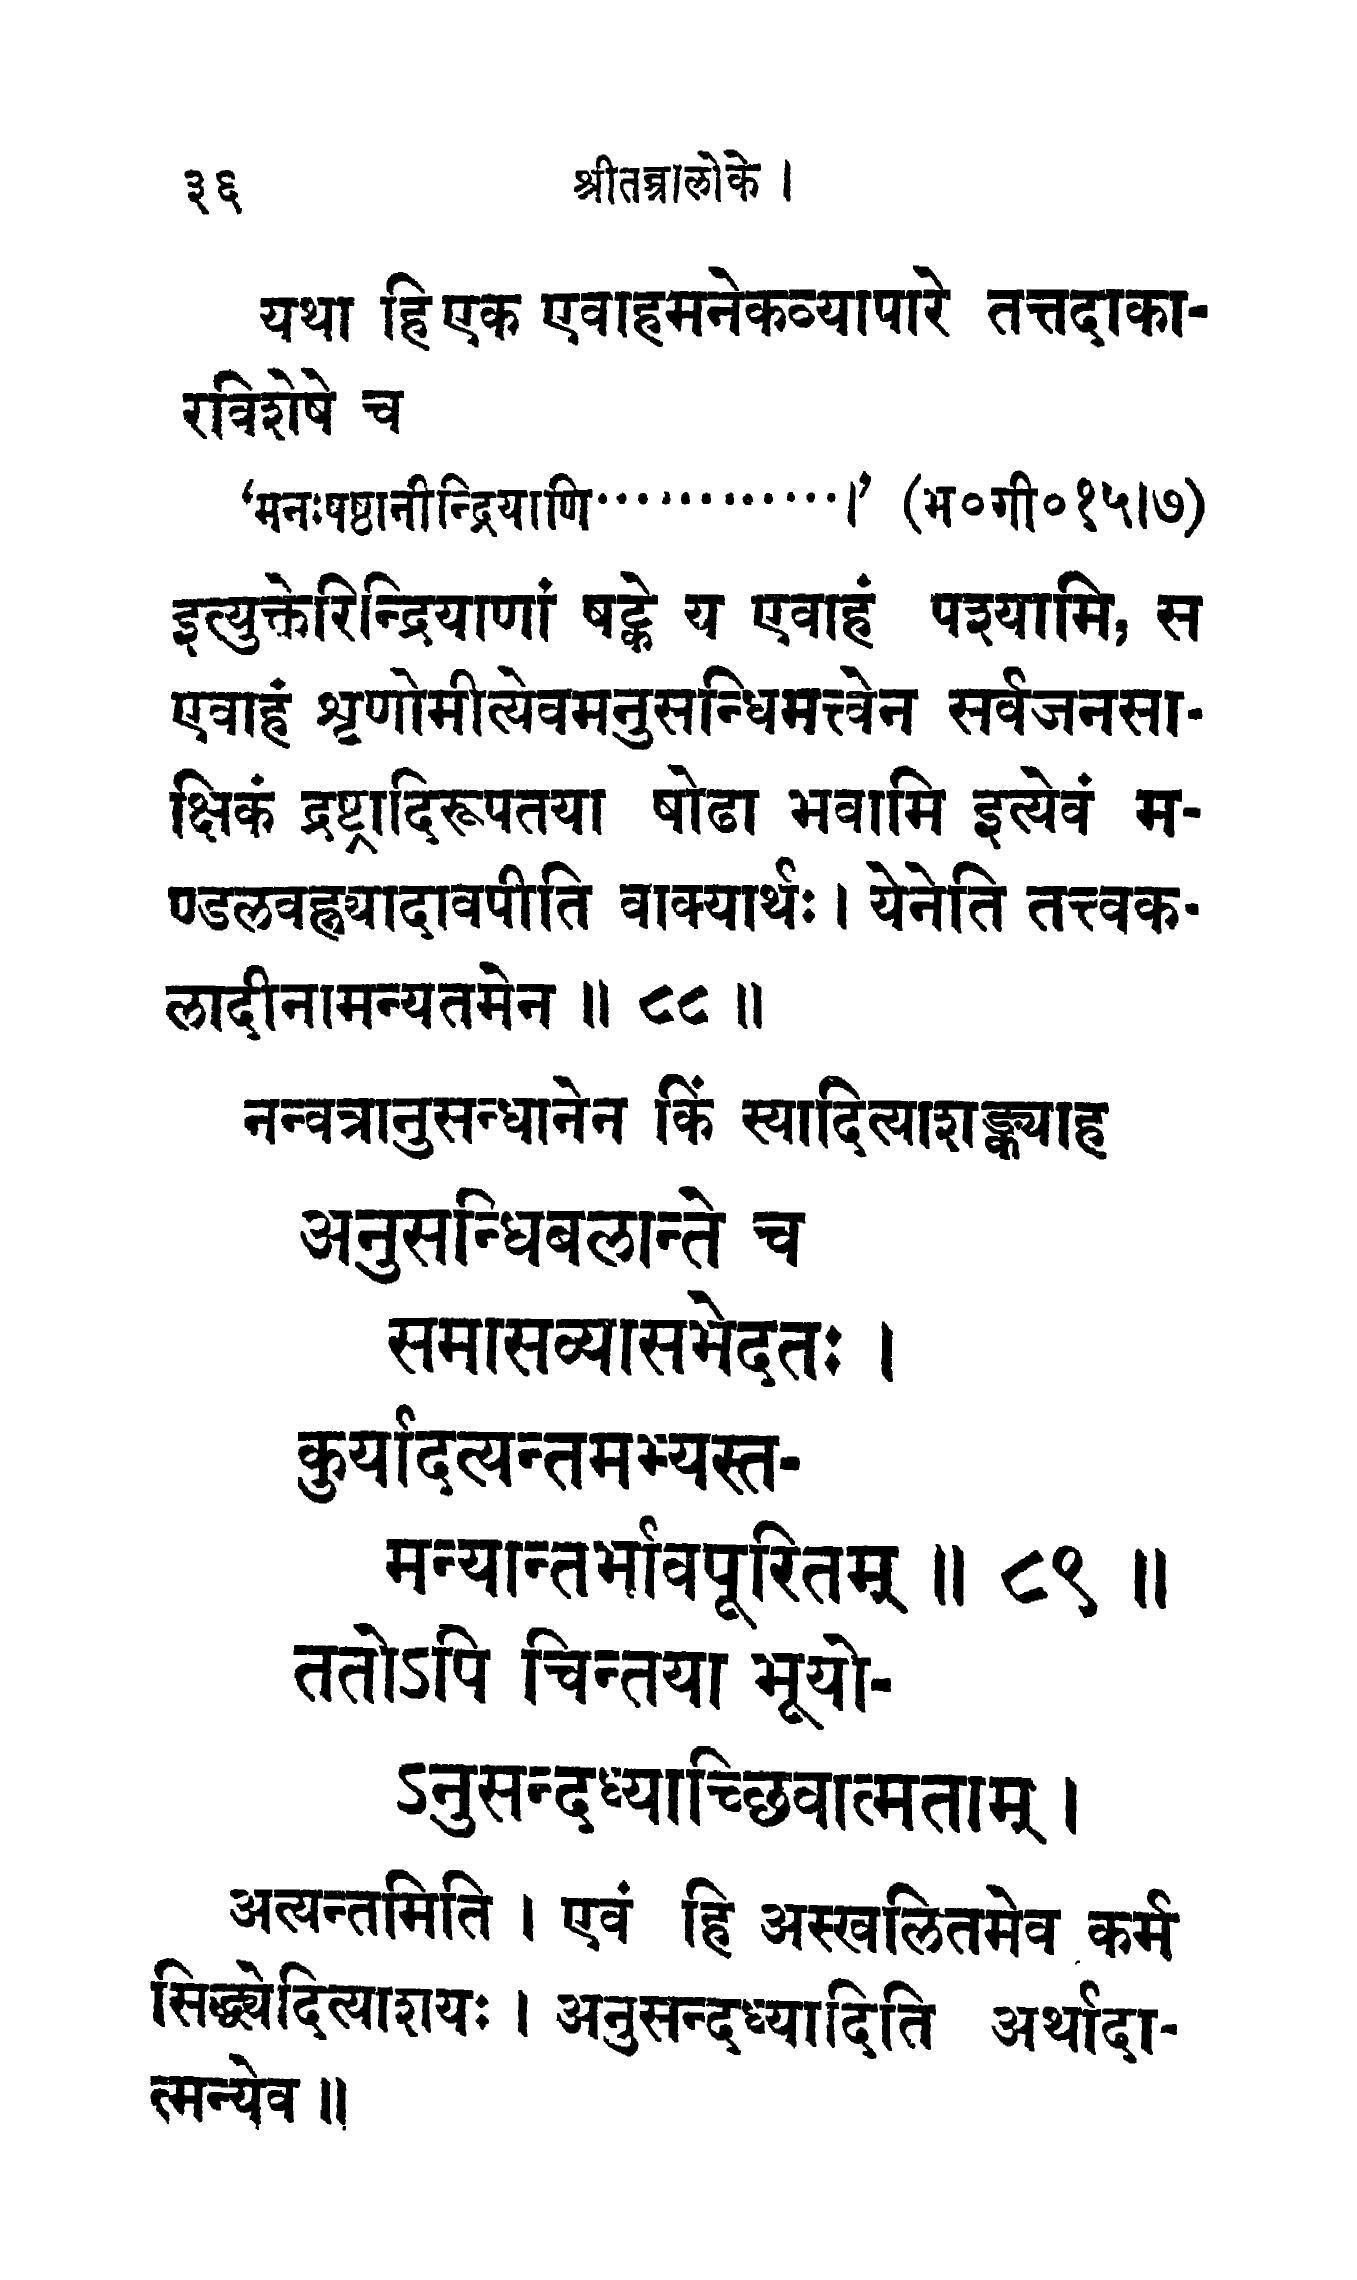 ३६ श्रीतन्त्रालोके ।
यथा हि एक एवाहमनेकव्यापारे तत्तदाका-
रविशेषे च
‘मनःषष्ठानीन्द्रियाणि············।’ (भ०गी०१५।७)
इत्युक्तेरिन्द्रियाणां षट्के य एवाहं पश्यामि, स
एवाहं शृणोमीत्येवमनुसन्धिमत्त्वेन सर्वजनसा-
क्षिकं द्रष्ट्रादिरूपतया षोढा भवामि इत्येवं म-
ण्डलवह्न्यादावपीति वाक्यार्थः । येनेति तत्त्वक-
लादीनामन्यतमेन ॥ ८८ ॥
नन्वत्रानुसन्धानेन किं स्यादित्याशङ्क्याह
अनुसन्धिबलान्ते च
समासव्यासभेदतः ।
कुर्यादत्यन्तमभ्यस्त-
मन्यान्तर्भावपूरितम् ॥ ८९ ॥
ततोऽपि चिन्तया भूयो-
ऽनुसन्दध्याच्छिवात्मताम् ।
अत्यन्तमिति । एवं हि अस्खलितमेव कर्म
सिद्ध्येदित्याशयः । अनुसन्दध्यादिति अर्थादा-
त्मन्येव ॥